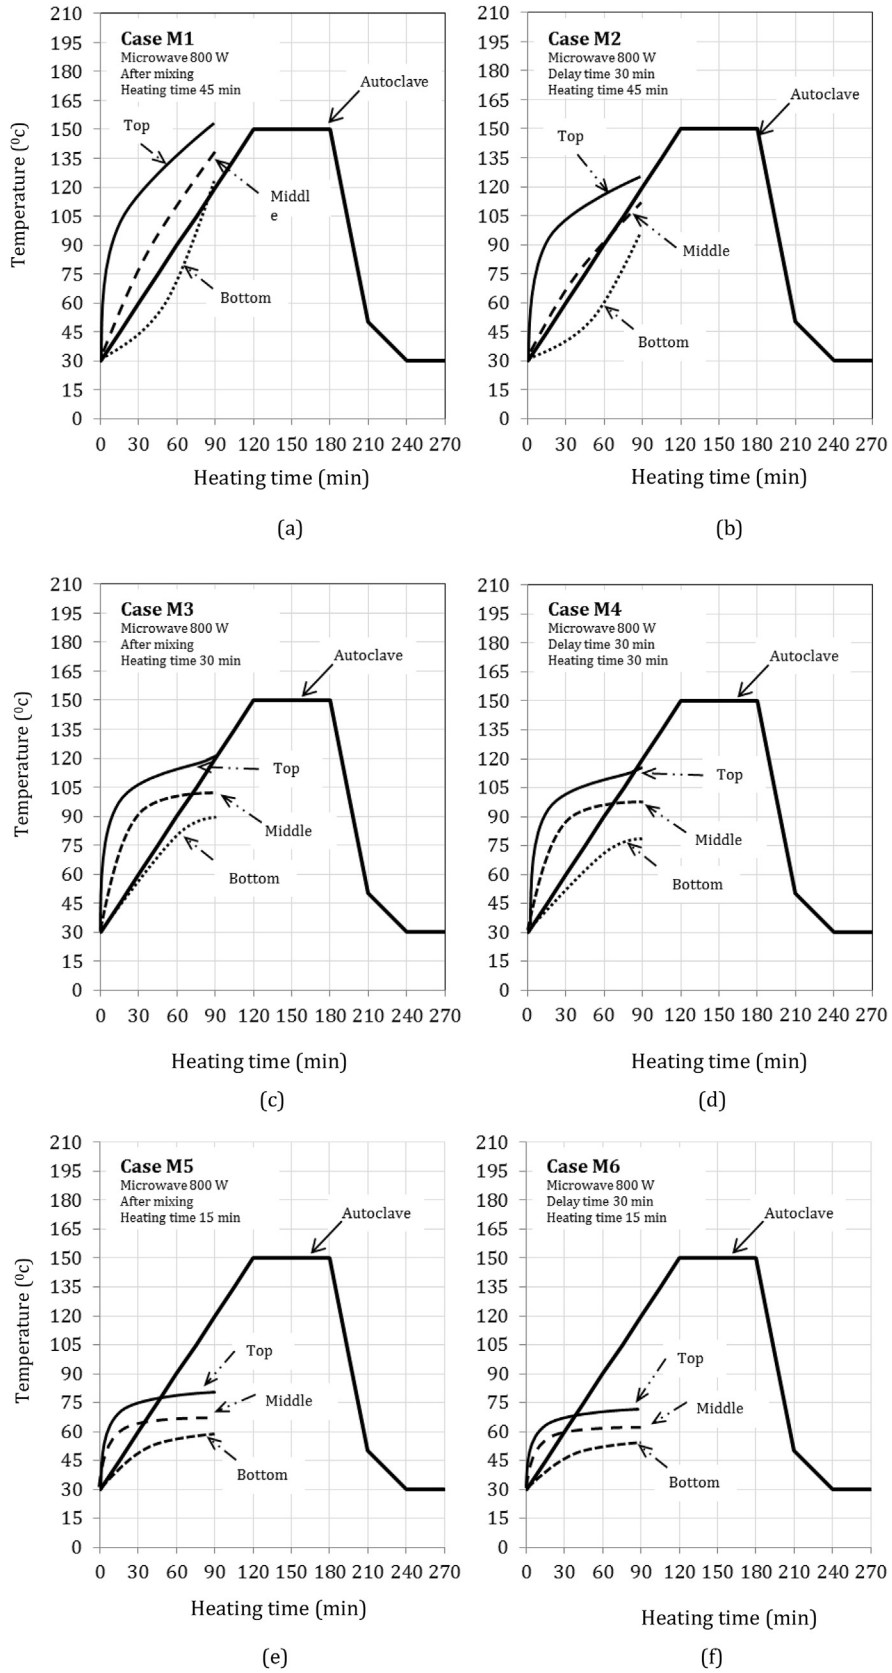 210
195
180
165
150
135
120
105
90
75
60
45
30
15
0
Temperature (⁰c)
Case M1
Microwave 800 W
After mixing
Heating time 45 min
Autoclave
Top
Middl
e
Bottom
0 30 60 90 120 150 180 210 240 270
Heating time (min)
(a)
210
195
180
165
150
135
120
105
90
75
60
45
30
15
0
Case M2
Microwave 800 W
Delay time 30 min
Heating time 45 min
Autoclave
Top
Middle
Bottom
0 30 60 90 120 150 180 210 240 270
Heating time (min)
(b)
210
195
180
165
150
135
120
105
90
75
60
45
30
15
0
Temperature (⁰c)
Case M3
Microwave 800 W
After mixing
Heating time 30 min
Autoclave
Top
Middle
Bottom
0 30 60 90 120 150 180 210 240 270
Heating time (min)
(c)
210
195
180
165
150
135
120
105
90
75
60
45
30
15
0
Case M4
Microwave 800 W
Delay time 30 min
Heating time 30 min
Autoclave
Top
Middle
Bottom
0 30 60 90 120 150 180 210 240 270
Heating time (min)
(d)
210
195
180
165
150
135
120
105
90
75
60
45
30
15
0
Temperature (⁰c)
Case M5
Microwave 800 W
After mixing
Heating time 15 min
Autoclave
Top
Middle
Bottom
0 30 60 90 120 150 180 210 240 270
Heating time (min)
(e)
210
195
180
165
150
135
120
105
90
75
60
45
30
15
0
Case M6
Microwave 800 W
Delay time 30 min
Heating time 15 min
Autoclave
Top
Middle
Bottom
0 30 60 90 120 150 180 210 240 270
Heating time (min)
(f)